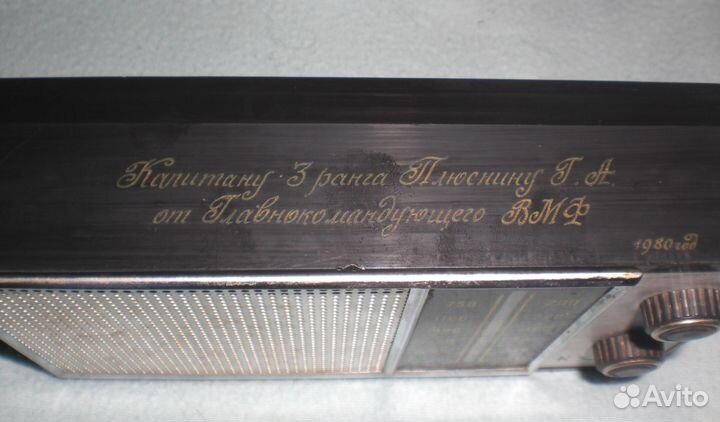 Капитану 3 ранга Плюснину Г. А.
от Главнокомандующего ВМФ
1980 год
Avito